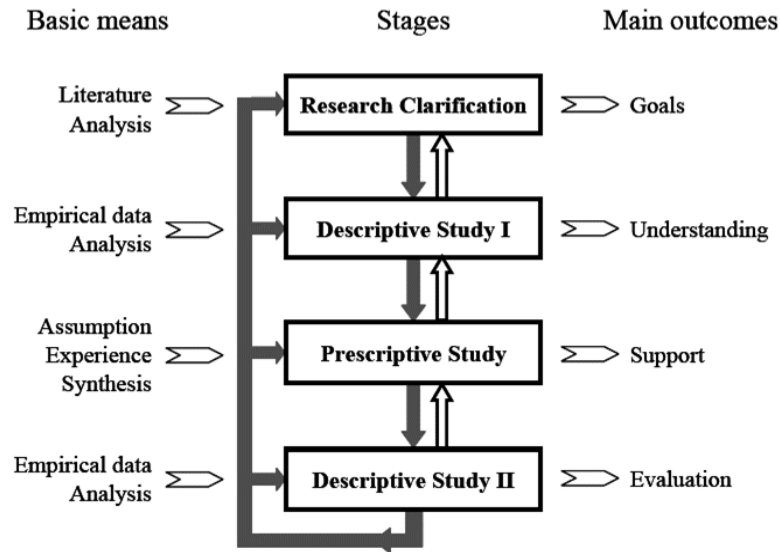 Basic means
Stages
Main outcomes
Literature
Analysis
Research Clarification
Goals
Empirical data
Analysis
Descriptive Study I
Understanding
Assumption
Experience
Synthesis
Prescriptive Study
Support
Empirical data
Analysis
Descriptive Study II
Evaluation